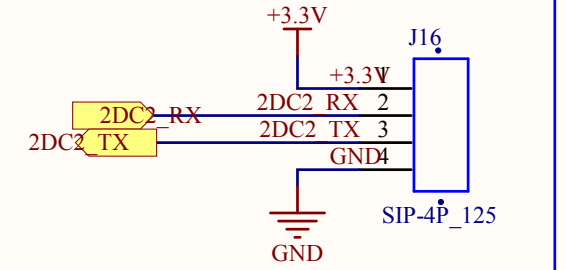 +3.3V
J16
+3.3V 1
2DC2_RX 2DC2_RX 2
2DC2_TX 2DC2_TX 3
GND 4
SIP-4P_125
GND